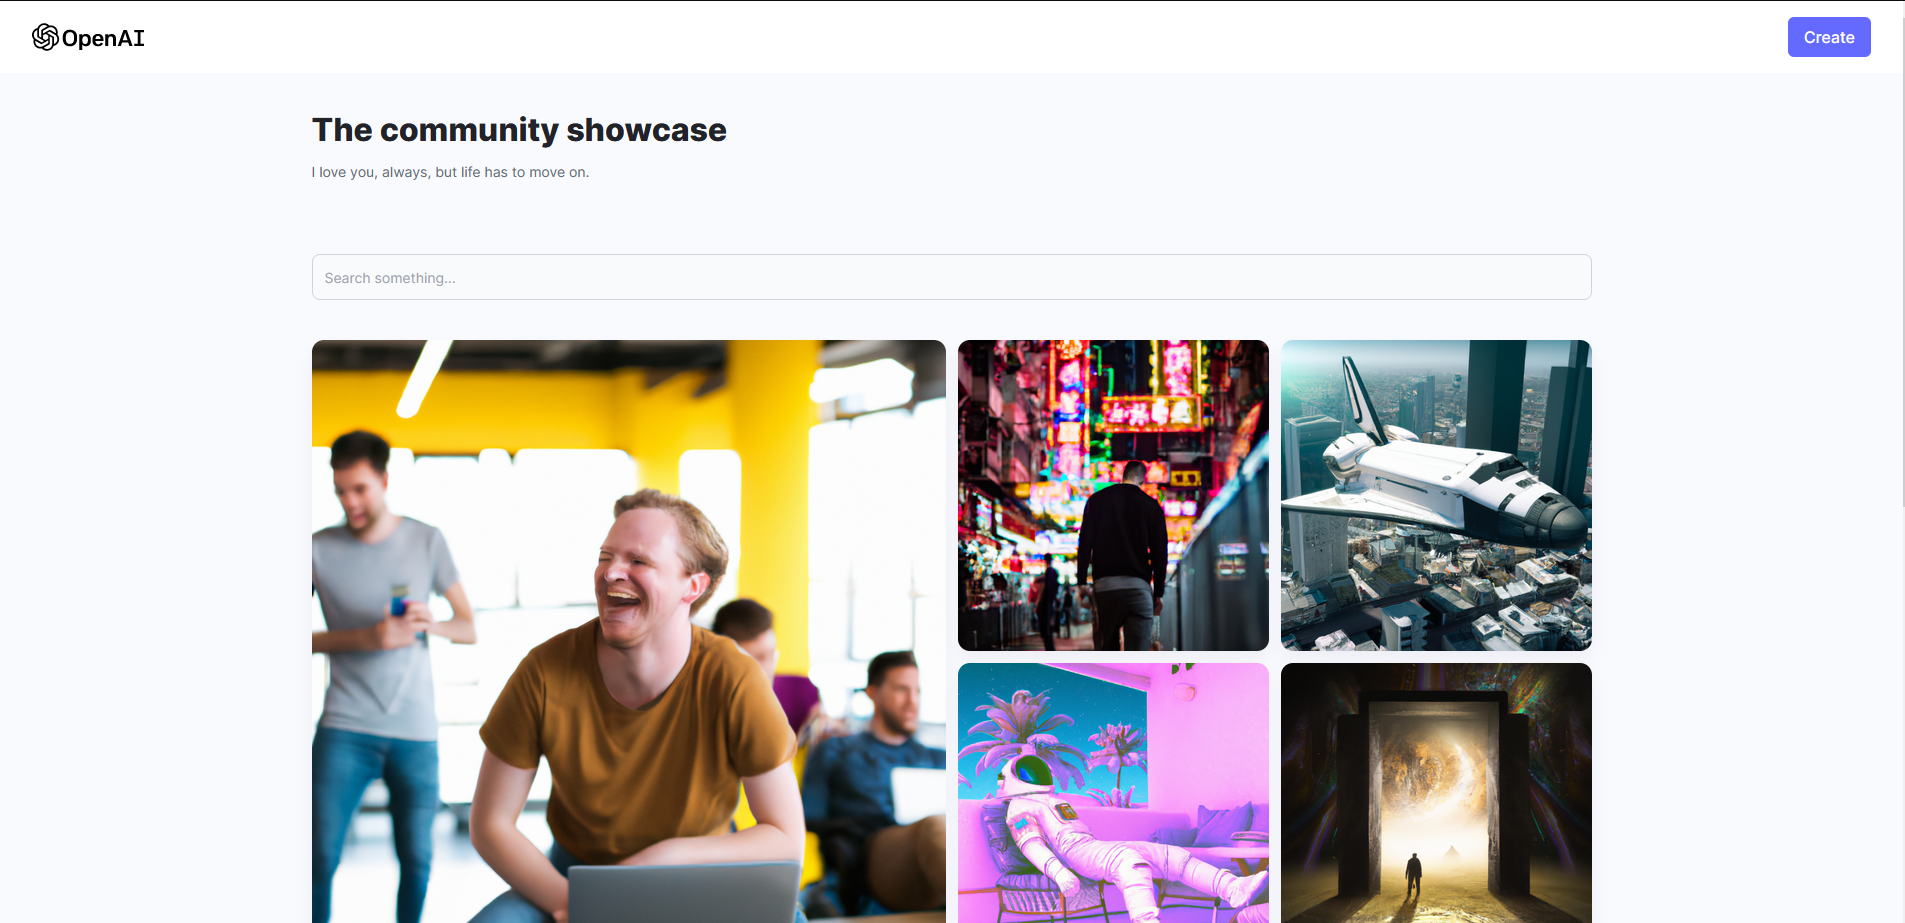 OpenAI
Create
The community showcase
I love you, always, but life has to move on.
Search something...